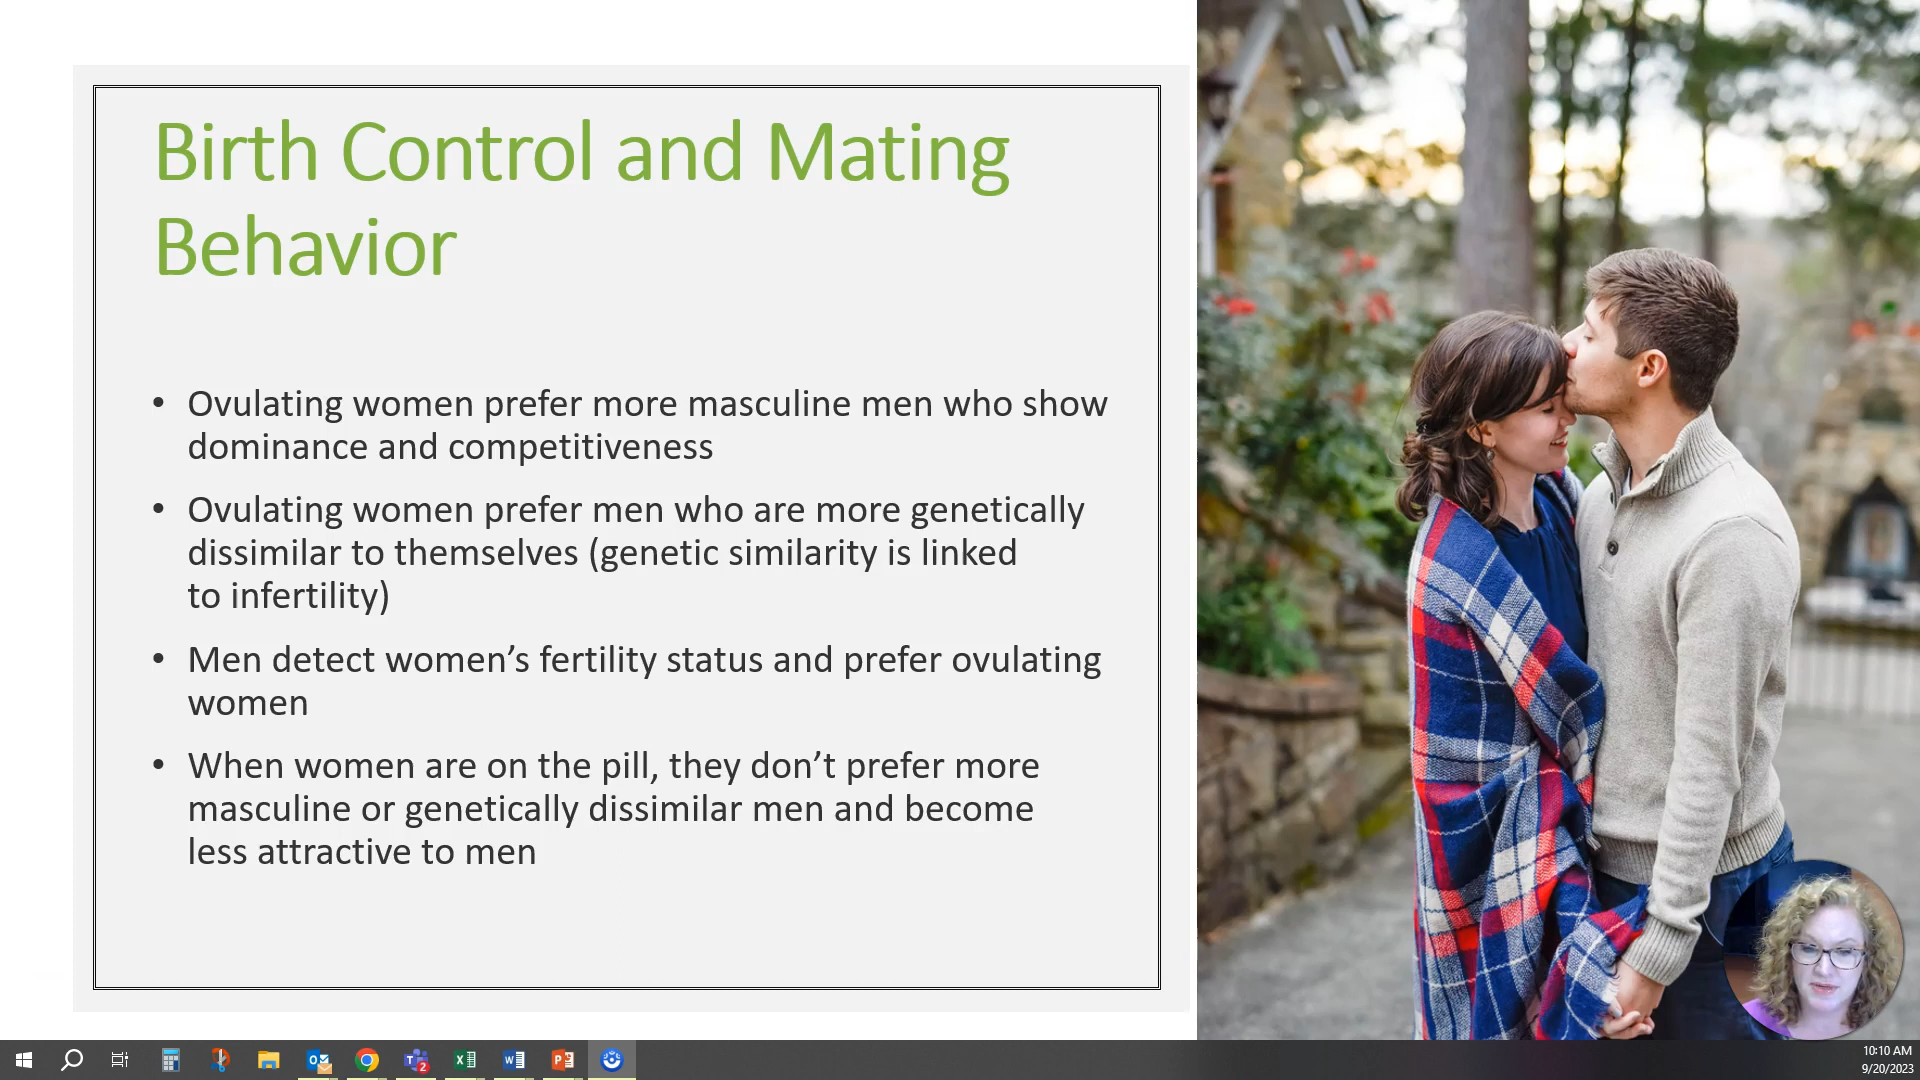 Birth Control and Mating
Behavior
• Ovulating women prefer more masculine men who show
dominance and competitiveness
• Ovulating women prefer men who are more genetically
dissimilar to themselves (genetic similarity is linked
to infertility)
• Men detect women’s fertility status and prefer ovulating
women
• When women are on the pill, they don’t prefer more
masculine or genetically dissimilar men and become
less attractive to men
10:10 AM
9/20/2023